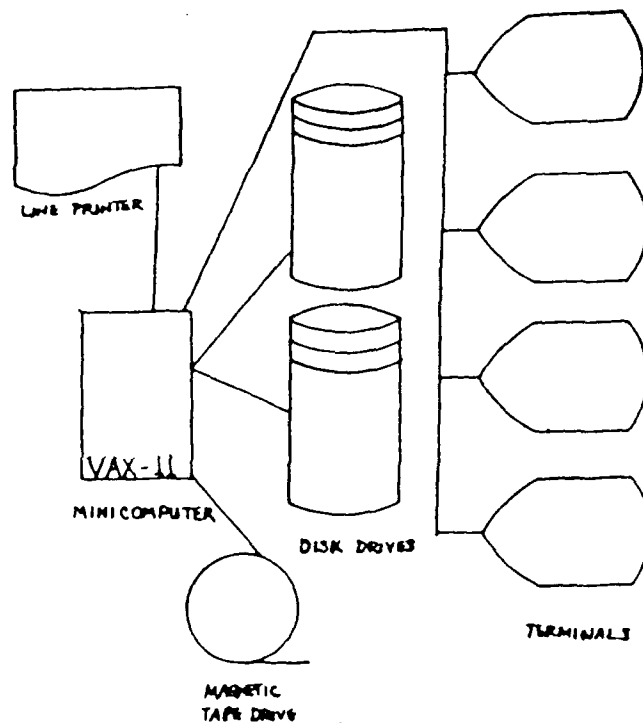 LINE PRINTER
VAX-11
MINICOMPUTER
DISK DRIVES
TERMINALS
MAGNETIC
TAPE DRIVE